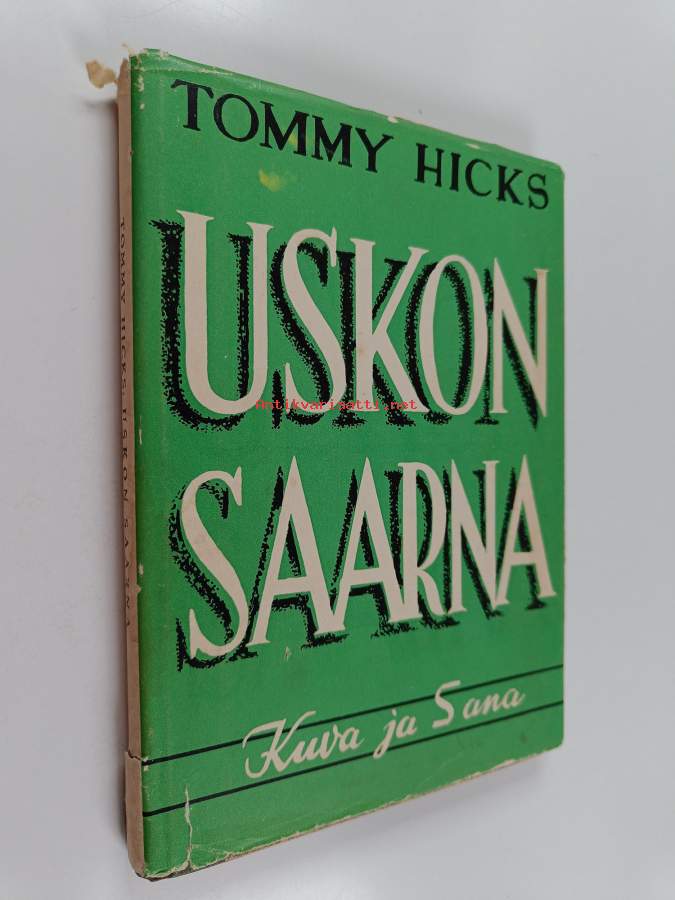 TOMMY HICKS
USKON
SAARNA
Kuva ja Sana
TOMMY HICKS: USKON SAARNA
Antikvariaatti.net